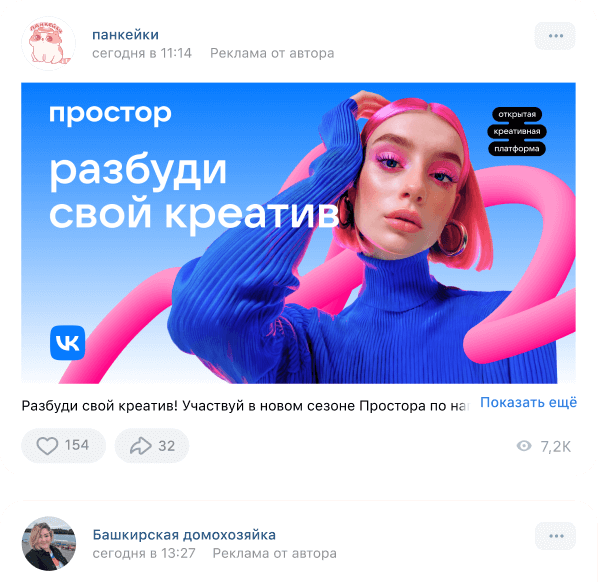 панкейки
сегодня в 11:14 Реклама от автора
простор
открытая
креативная
платформа
разбуди
свой креатив
Разбуди свой креатив! Участвуй в новом сезоне Простора по
Показать ещё
154
32
7,2K
Башкирская домохозяйка
сегодня в 13:27 Реклама от автора